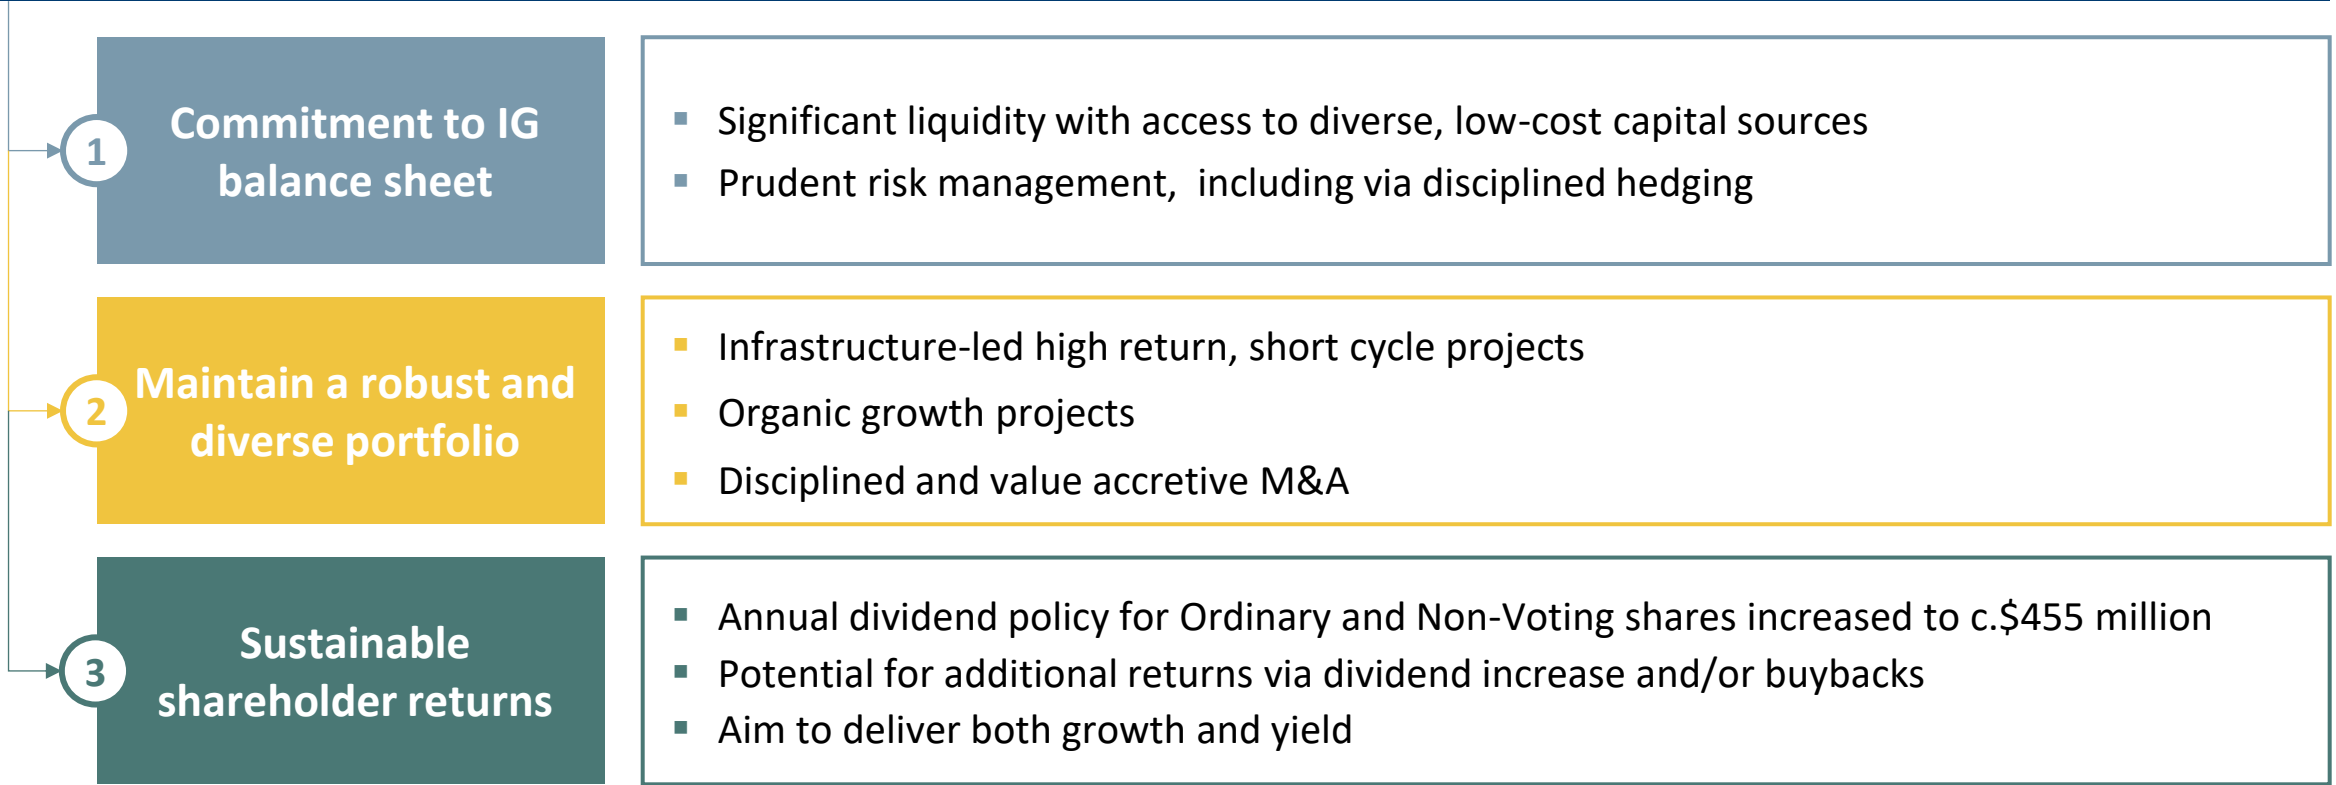 1
Commitment to IG
balance sheet
Significant liquidity with access to diverse, low-cost capital sources
Prudent risk management,  including via disciplined hedging
2
Maintain a robust and
diverse portfolio
Infrastructure-led high return, short cycle projects
Organic growth projects
Disciplined and value accretive M&A
3
Sustainable
shareholder returns
Annual dividend policy for Ordinary and Non-Voting shares increased to c.$455 million
Potential for additional returns via dividend increase and/or buybacks
Aim to deliver both growth and yield